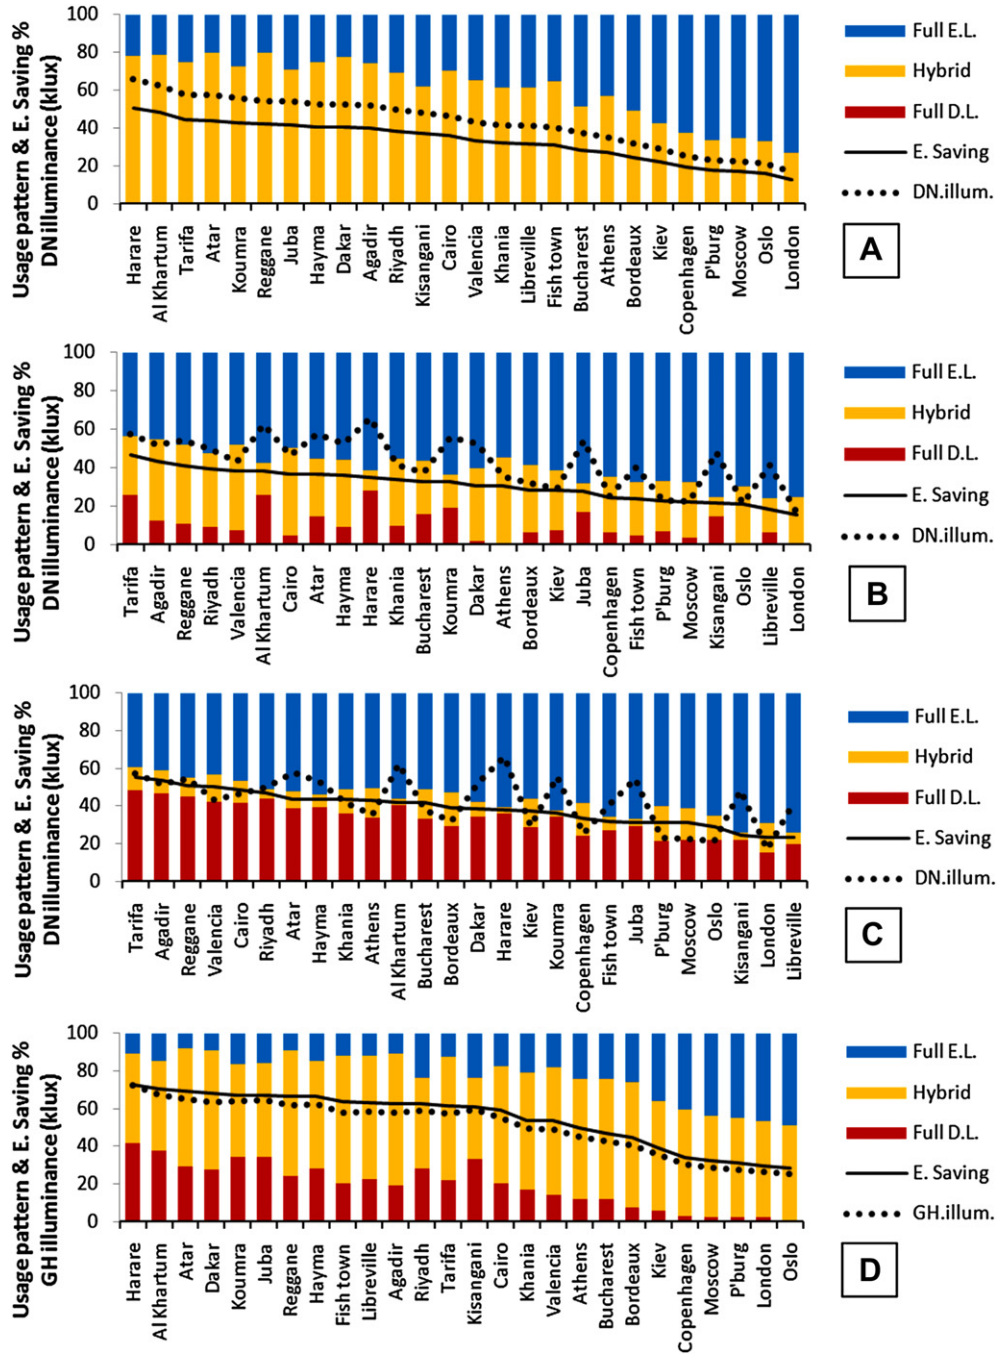 Usage pattern & E. Saving %
DN illuminance (klux)
100
80
60
40
20
0
Harare
Al Khartum
Tarifa
Atar
Koumra
Reggane
Juba
Hayma
Dakar
Agadir
Riyadh
Kisangani
Cairo
Valencia
Khania
Libreville
Fish town
Bucharest
Athens
Bordeaux
Kiev
Copenhagen
P'burg
Moscow
Oslo
London
Full E.L.
Hybrid
Full D.L.
E. Saving
DN.illum.
A
Usage pattern & E. Saving %
DN illuminance (klux)
100
80
60
40
20
0
Tarifa
Agadir
Reggane
Riyadh
Valencia
Al Khartum
Cairo
Atar
Hayma
Harare
Khania
Bucharest
Koumra
Dakar
Athens
Bordeaux
Kiev
Juba
Copenhagen
Fish town
P'burg
Moscow
Kisangani
Oslo
Libreville
London
Full E.L.
Hybrid
Full D.L.
E. Saving
DN.illum.
B
Usage pattern & E. Saving %
DN illuminance (klux)
100
80
60
40
20
0
Tarifa
Agadir
Reggane
Valencia
Cairo
Riyadh
Atar
Hayma
Khania
Athens
Al Khartum
Bucharest
Bordeaux
Dakar
Harare
Kiev
Koumra
Copenhagen
Fish town
Juba
P'burg
Moscow
Oslo
Kisangani
London
Libreville
Full E.L.
Hybrid
Full D.L.
E. Saving
DN.illum.
C
Usage pattern & E. Saving %
GH illuminance (klux)
100
80
60
40
20
0
Harare
Al Khartum
Atar
Dakar
Koumra
Juba
Reggane
Hayma
Fish town
Libreville
Agadir
Riyadh
Tarifa
Kisangani
Cairo
Khania
Valencia
Athens
Bucharest
Bordeaux
Kiev
Copenhagen
Moscow
P'burg
London
Oslo
Full E.L.
Hybrid
Full D.L.
E. Saving
GH.illum.
D